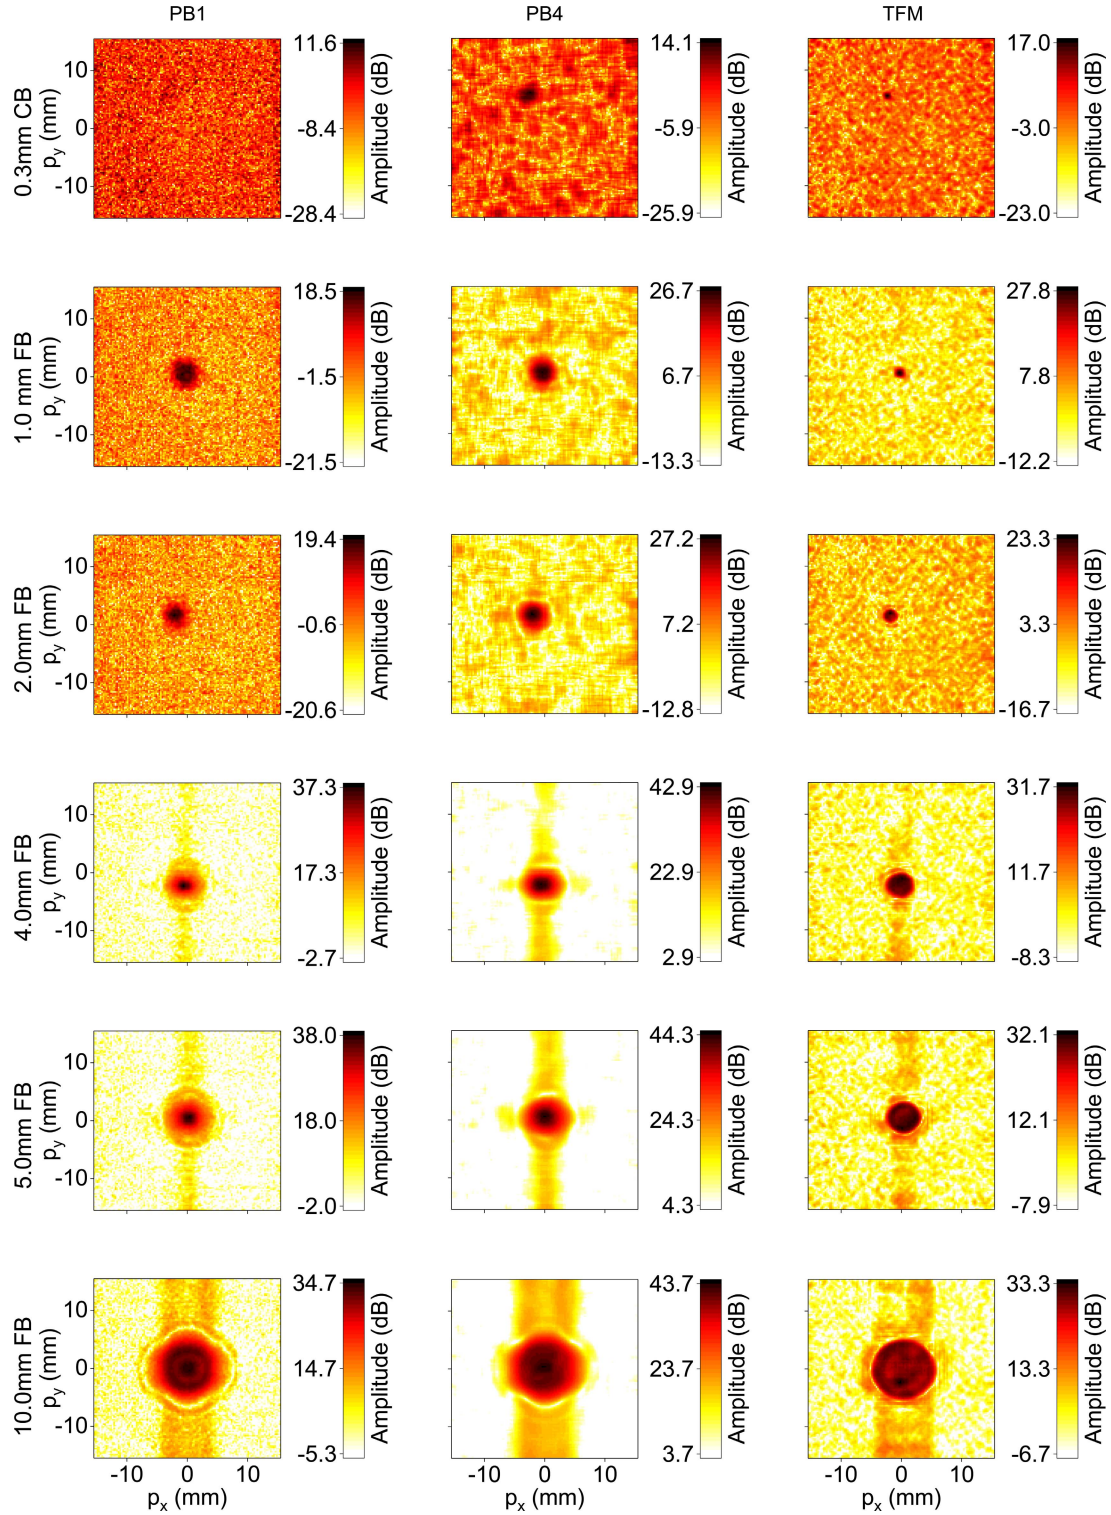 PB1 PB4 TFM
0.3mm CB
p_y (mm)
10
0
-10
11.6
-8.4
-28.4
Amplitude (dB)
14.1
-5.9
-25.9
Amplitude (dB)
17.0
-3.0
-23.0
Amplitude (dB)
1.0 mm FB
p_y (mm)
10
0
-10
18.5
-1.5
-21.5
Amplitude (dB)
26.7
6.7
-13.3
Amplitude (dB)
27.8
7.8
-12.2
Amplitude (dB)
2.0mm FB
p_y (mm)
10
0
-10
19.4
-0.6
-20.6
Amplitude (dB)
27.2
7.2
-12.8
Amplitude (dB)
23.3
3.3
-16.7
Amplitude (dB)
4.0mm FB
p_y (mm)
10
0
-10
37.3
17.3
-2.7
Amplitude (dB)
42.9
22.9
2.9
Amplitude (dB)
31.7
11.7
-8.3
Amplitude (dB)
5.0mm FB
p_y (mm)
10
0
-10
38.0
18.0
-2.0
Amplitude (dB)
44.3
24.3
4.3
Amplitude (dB)
32.1
12.1
-7.9
Amplitude (dB)
10.0mm FB
p_y (mm)
10
0
-10
34.7
14.7
-5.3
Amplitude (dB)
43.7
23.7
3.7
Amplitude (dB)
33.3
13.3
-6.7
Amplitude (dB)
-10 0 10 -10 0 10 -10 0 10
p_x (mm) p_x (mm) p_x (mm)